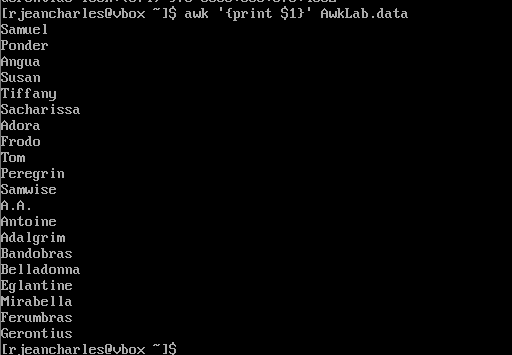 [rjeancharles@vbox ~]$ awk '{print $1}' AwkLab.data
Samuel
Ponder
Angua
Susan
Tiffany
Sacharissa
Adora
Frodo
Tom
Peregrin
Samwise
A.A.
Antoine
Adalgrim
Bandobras
Belladonna
Eglantine
Mirabella
Ferumbras
Gerontius
[rjeancharles@vbox ~]$